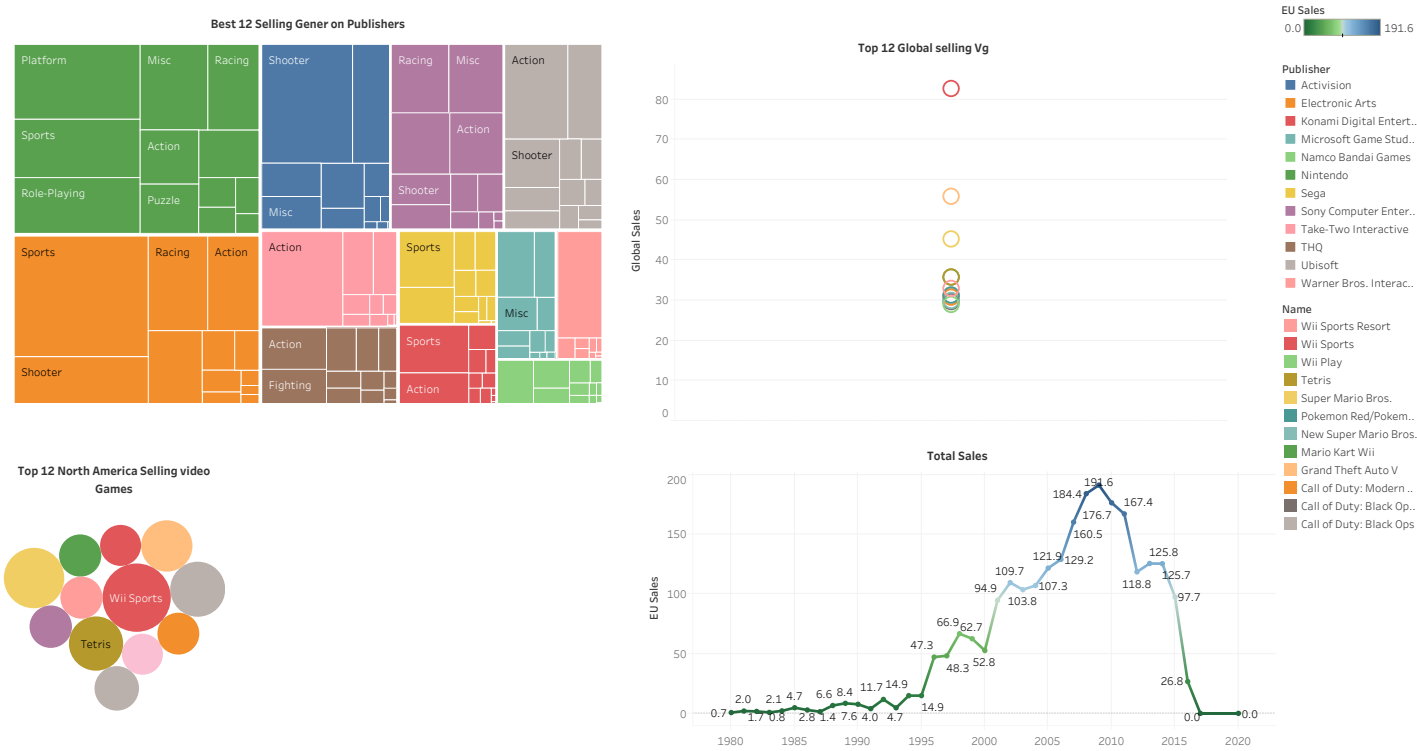 Best 12 Selling Gener on Publishers
Platform
Misc
Racing
Sports
Action
Role-Playing
Puzzle
Shooter
Misc
Racing
Misc
Action
Shooter
Action
Shooter
Sports
Racing
Action
Shooter
Action
Action
Fighting
Sports
Sports
Action
Misc
Top 12 Global selling Vg
Global Sales
80
70
60
50
40
30
20
10
0
EU Sales
0.0
191.6
Publisher
Activision
Electronic Arts
Konami Digital Entert..
Microsoft Game Stud..
Namco Bandai Games
Nintendo
Sega
Sony Computer Enter..
Take-Two Interactive
THQ
Ubisoft
Warner Bros. Interac..
Name
Wii Sports Resort
Wii Sports
Wii Play
Tetris
Super Mario Bros.
Pokemon Red/Pokem..
New Super Mario Bros.
Mario Kart Wii
Grand Theft Auto V
Call of Duty: Modern ..
Call of Duty: Black Op..
Call of Duty: Black Ops
Top 12 North America Selling video
Games
Wii Sports
Tetris
Total Sales
EU Sales
200
150
100
50
0
0.7
2.0
1.7
0.8
2.1
4.7
2.8
1.4
6.6
8.4
7.6
4.0
11.7
4.7
14.9
14.9
47.3
48.3
66.9
62.7
52.8
94.9
109.7
103.8
107.3
121.9
129.2
160.5
184.4
191.6
176.7
167.4
118.8
125.8
125.7
97.7
26.8
0.0
0.0
1980
1985
1990
1995
2000
2005
2010
2015
2020